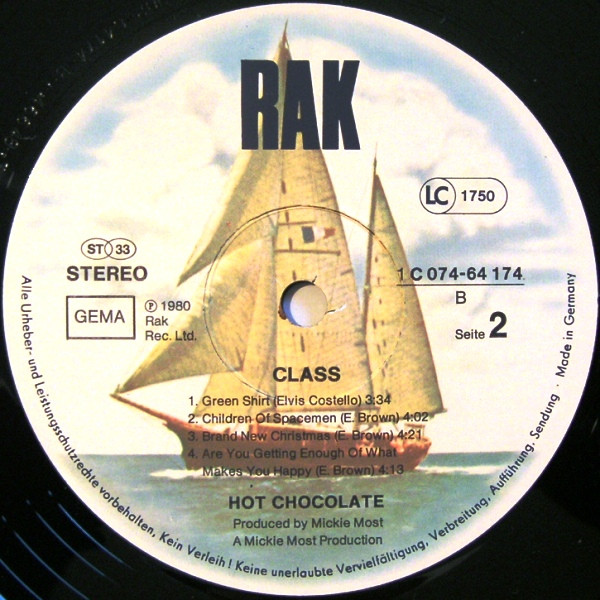 RAK
LC 1750
ST 33
STEREO
GEMA
℗ 1980
Rak
Rec. Ltd.
1 C 074-64 174
B
Seite 2
CLASS
1. Green Shirt (Elvis Costello) 3:34
2. Children Of Spacemen (E. Brown) 4:02
3. Brand New Christmas (E. Brown) 4:21
4. Are You Getting Enough Of What
Makes You Happy (E. Brown) 4:13
HOT CHOCOLATE
Produced by Mickie Most
A Mickie Most Production
Alle Urheber- und Leistungsschutzrechte vorbehalten, Kein Verleih! Keine unerlaubte Vervielfältigung, Verbreitung, Aufführung, Sendung · Made in Germany